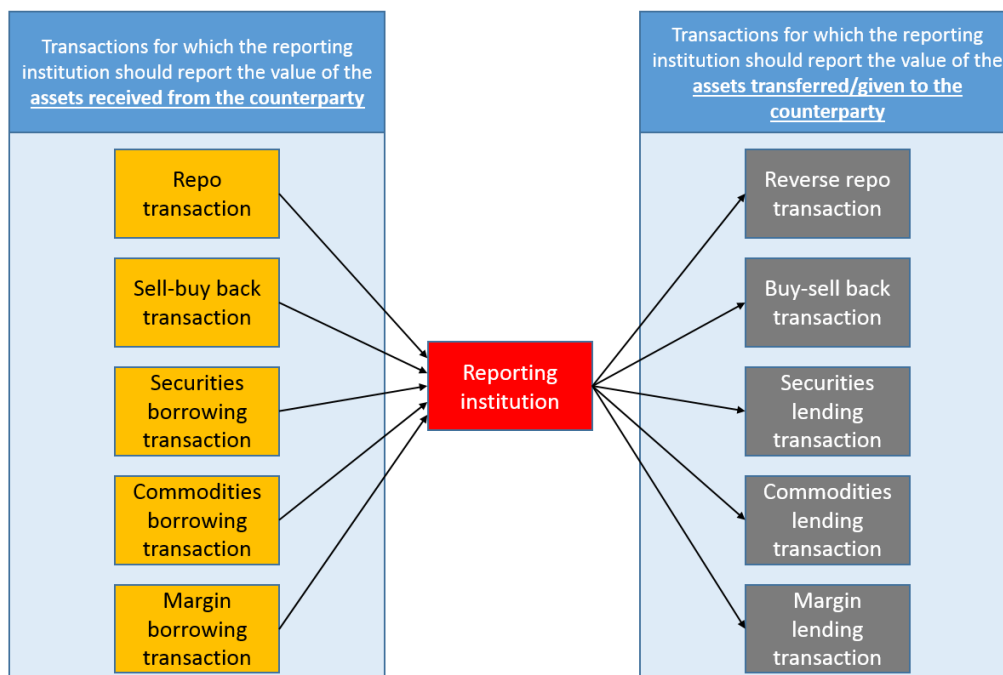 Transactions for which the reporting
institution should report the value of the
assets received from the counterparty
Repo
transaction
Sell-buy back
transaction
Securities
borrowing
transaction
Commodities
borrowing
transaction
Margin
borrowing
transaction
Reporting
institution
Transactions for which the reporting
institution should report the value of the
assets transferred/given to the
counterparty
Reverse repo
transaction
Buy-sell back
transaction
Securities
lending
transaction
Commodities
lending
transaction
Margin
lending
transaction